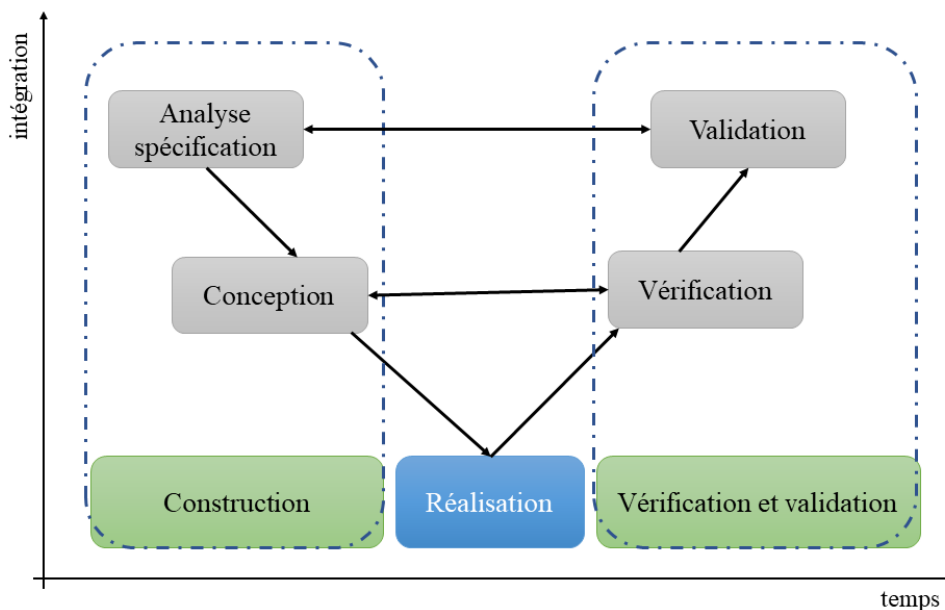 intégration
Analyse
spécification
Validation
Conception
Vérification
Construction
Réalisation
Vérification et validation
temps